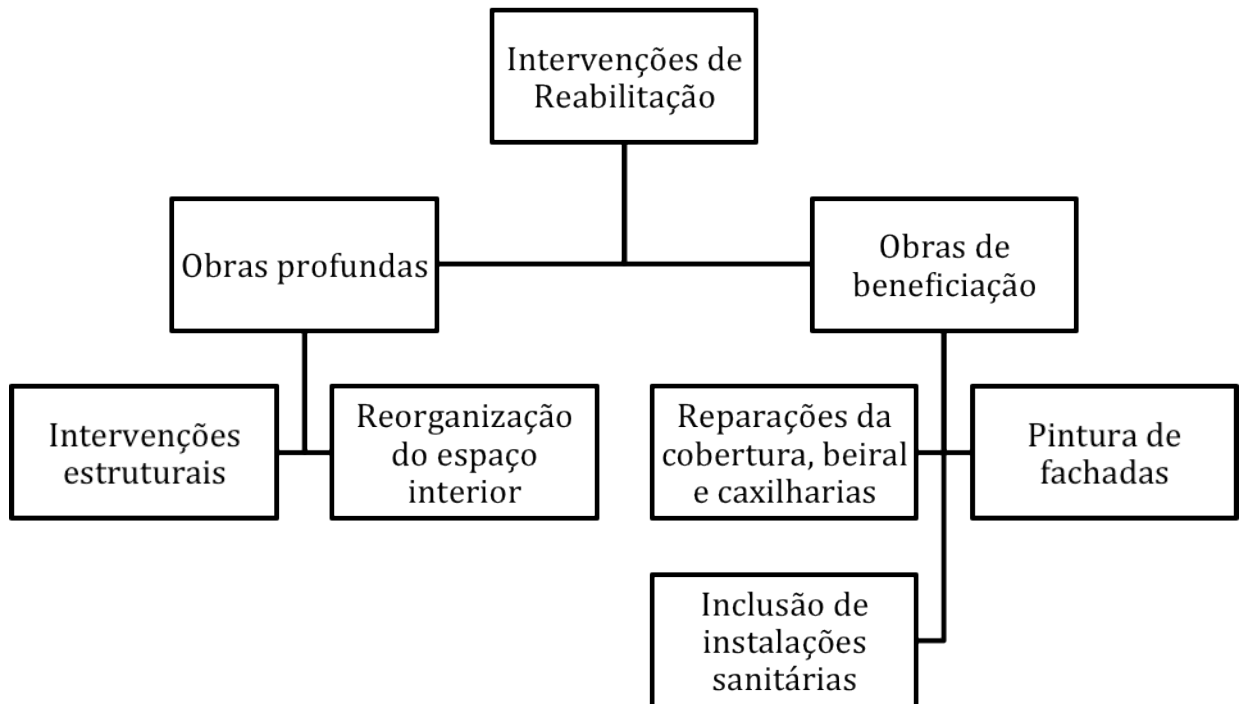 Intervenções de
Reabilitação
Obras profundas
Obras de
beneficiação
Intervenções
estruturais
Reorganização
do espaço
interior
Reparações da
cobertura, beiral
e caxilharias
Pintura de
fachadas
Inclusão de
instalações
sanitárias